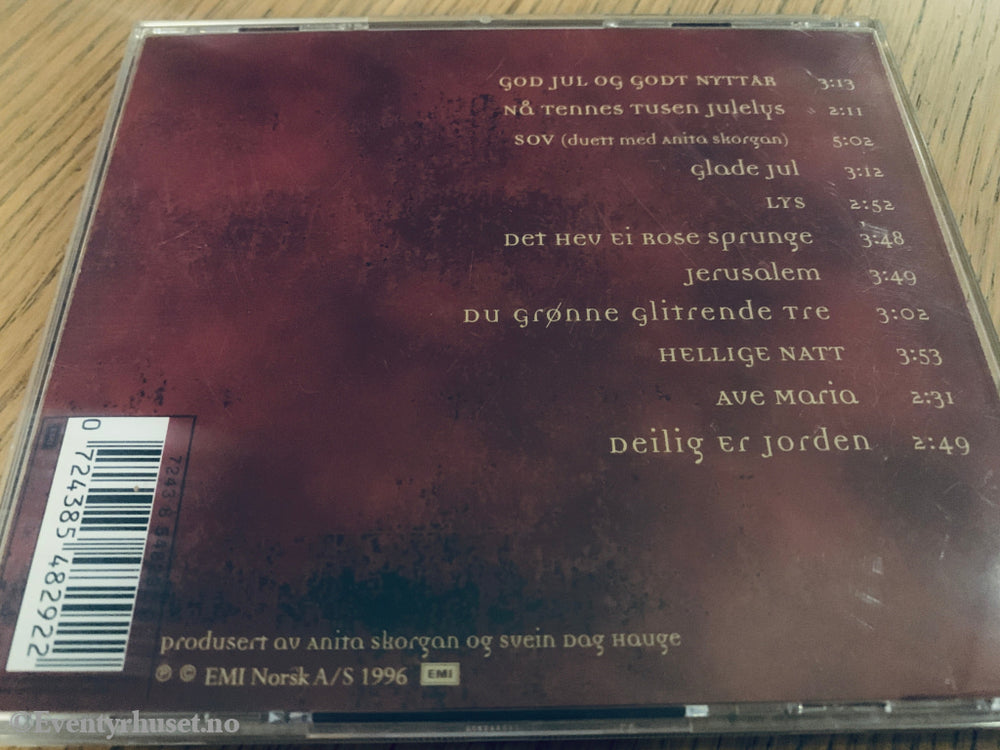 GOD JUL OG GODT NYTTÅR 3:13
Nå Tennes Tusen Julelys 2:11
SOV (duett med Anita Skorgan) 5:02
Glade Jul 3:12
LYS 2:52
Det Hev Ei Rose Sprunge 3:48
Jerusalem 3:49
Du Grønne Glitrende Tre 3:02
HELLIGE NATT 3:53
Ave Maria 2:31
Deilig Er Jorden 2:49
0 724385 482922
Produsert av Anita Skorgan og Svein Dag Hauge
℗ © EMI Norsk A/S 1996 EMI
©Eventyrhuset.no